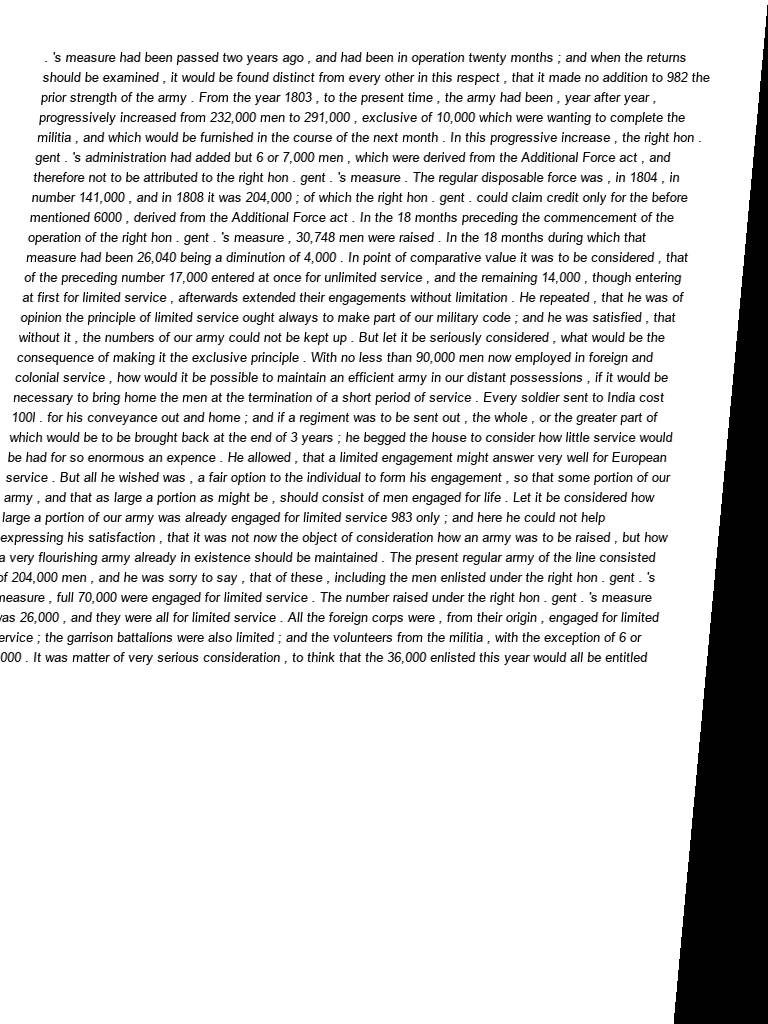 . 's measure had been passed two years ago , and had been in operation twenty months ; and when the returns
should be examined , it would be found distinct from every other in this respect , that it made no addition to 982 the
prior strength of the army . From the year 1803 , to the present time , the army had been , year after year ,
progressively increased from 232,000 men to 291,000 , exclusive of 10,000 which were wanting to complete the
militia , and which would be furnished in the course of the next month . In this progressive increase , the right hon .
gent . 's administration had added but 6 or 7,000 men , which were derived from the Additional Force act , and
therefore not to be attributed to the right hon . gent . 's measure . The regular disposable force was , in 1804 , in
number 141,000 , and in 1808 it was 204,000 ; of which the right hon . gent . could claim credit only for the before
mentioned 6000 , derived from the Additional Force act . In the 18 months preceding the commencement of the
operation of the right hon . gent . 's measure , 30,748 men were raised . In the 18 months during which that
measure had been 26,040 being a diminution of 4,000 . In point of comparative value it was to be considered , that
of the preceding number 17,000 entered at once for unlimited service , and the remaining 14,000 , though entering
at first for limited service , afterwards extended their engagements without limitation . He repeated , that he was of
opinion the principle of limited service ought always to make part of our military code ; and he was satisfied , that
without it , the numbers of our army could not be kept up . But let it be seriously considered , what would be the
consequence of making it the exclusive principle . With no less than 90,000 men now employed in foreign and
colonial service , how would it be possible to maintain an efficient army in our distant possessions , if it would be
necessary to bring home the men at the termination of a short period of service . Every soldier sent to India cost
100l . for his conveyance out and home ; and if a regiment was to be sent out , the whole , or the greater part of
which would be to be brought back at the end of 3 years ; he begged the house to consider how little service would
be had for so enormous an expence . He allowed , that a limited engagement might answer very well for European
service . But all he wished was , a fair option to the individual to form his engagement , so that some portion of our
army , and that as large a portion as might be , should consist of men engaged for life . Let it be considered how
large a portion of our army was already engaged for limited service 983 only ; and here he could not help
expressing his satisfaction , that it was not now the object of consideration how an army was to be raised , but how
a very flourishing army already in existence should be maintained . The present regular army of the line consisted
of 204,000 men , and he was sorry to say , that of these , including the men enlisted under the right hon . gent . 's
measure , full 70,000 were engaged for limited service . The number raised under the right hon . gent . 's measure
was 26,000 , and they were all for limited service . All the foreign corps were , from their origin , engaged for limited
service ; the garrison battalions were also limited ; and the volunteers from the militia , with the exception of 6 or
000 . It was matter of very serious consideration , to think that the 36,000 enlisted this year would all be entitled